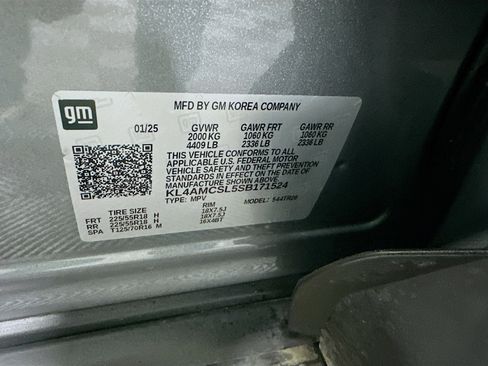 gm
MFD BY GM KOREA COMPANY
01/25 GVWR GAWR FRT GAWR RR
2000 KG 1060 KG 1060 KG
4409 LB 2336 LB 2336 LB
THIS VEHICLE CONFORMS TO ALL
APPLICABLE U.S. FEDERAL MOTOR
VEHICLE SAFETY AND THEFT PREVENTION
STANDARDS IN EFFECT ON THE DATE OF
MANUFACTURE SHOWN ABOVE.
KL4AMCSL5SB171524
TYPE: MPV MODEL: 544TR26
TIRE SIZE RIM
FRT 225/55R18 H 18X7.5J
RR 225/55R18 H 18X7.5J
SPA T125/70R16 M 16X4BT